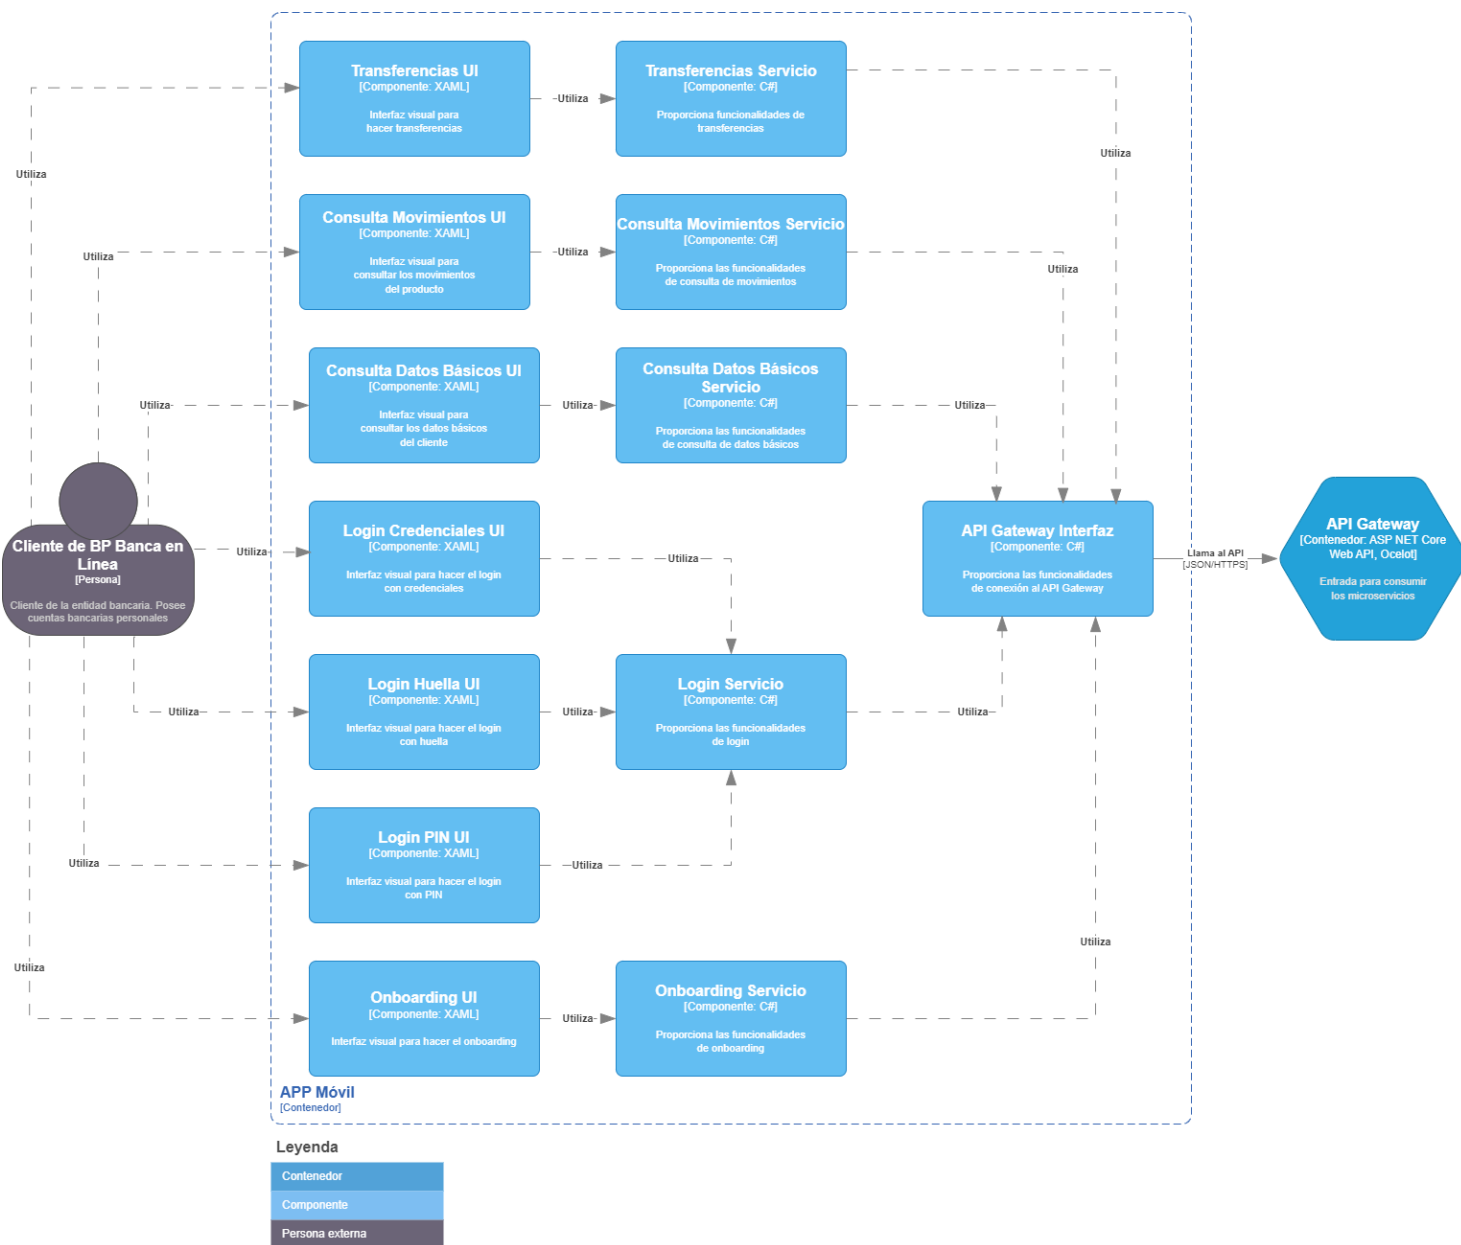 Transferencias UI
[Componente: XAML]
Interfaz visual para
hacer transferencias
Utiliza
Transferencias Servicio
[Componente: C#]
Proporciona funcionalidades de
transferencias
Utiliza
Utiliza
Consulta Movimientos UI
[Componente: XAML]
Interfaz visual para
consultar los movimientos
del producto
Utiliza
Consulta Movimientos Servicio
[Componente: C#]
Proporciona las funcionalidades
de consulta de movimientos
Utiliza
Utiliza
Consulta Datos Básicos UI
[Componente: XAML]
Interfaz visual para
consultar los datos básicos
del cliente
Utiliza
Consulta Datos Básicos
Servicio
[Componente: C#]
Proporciona las funcionalidades
de consulta de datos básicos
Utiliza
Utiliza
Cliente de BP Banca en
Línea
[Persona]
Cliente de la entidad bancaria. Posee
cuentas bancarias personales
Utiliza
Login Credenciales UI
[Componente: XAML]
Interfaz visual para hacer el login
con credenciales
Utiliza
API Gateway Interfaz
[Componente: C#]
Proporciona las funcionalidades
de conexión al API Gateway
Llama al API
[JSON/HTTPS]
API Gateway
[Contenedor: ASP NET Core
Web API, Ocelot]
Entrada para consumir
los microservicios
Utiliza
Login Huella UI
[Componente: XAML]
Interfaz visual para hacer el login
con huella
Utiliza
Login Servicio
[Componente: C#]
Proporciona las funcionalidades
de login
Utiliza
Utiliza
Login PIN UI
[Componente: XAML]
Interfaz visual para hacer el login
con PIN
Utiliza
Utiliza
Utiliza
Onboarding UI
[Componente: XAML]
Interfaz visual para hacer el onboarding
Utiliza
Onboarding Servicio
[Componente: C#]
Proporciona las funcionalidades
de onboarding
APP Móvil
[Contenedor]
Leyenda
Contenedor
Componente
Persona externa